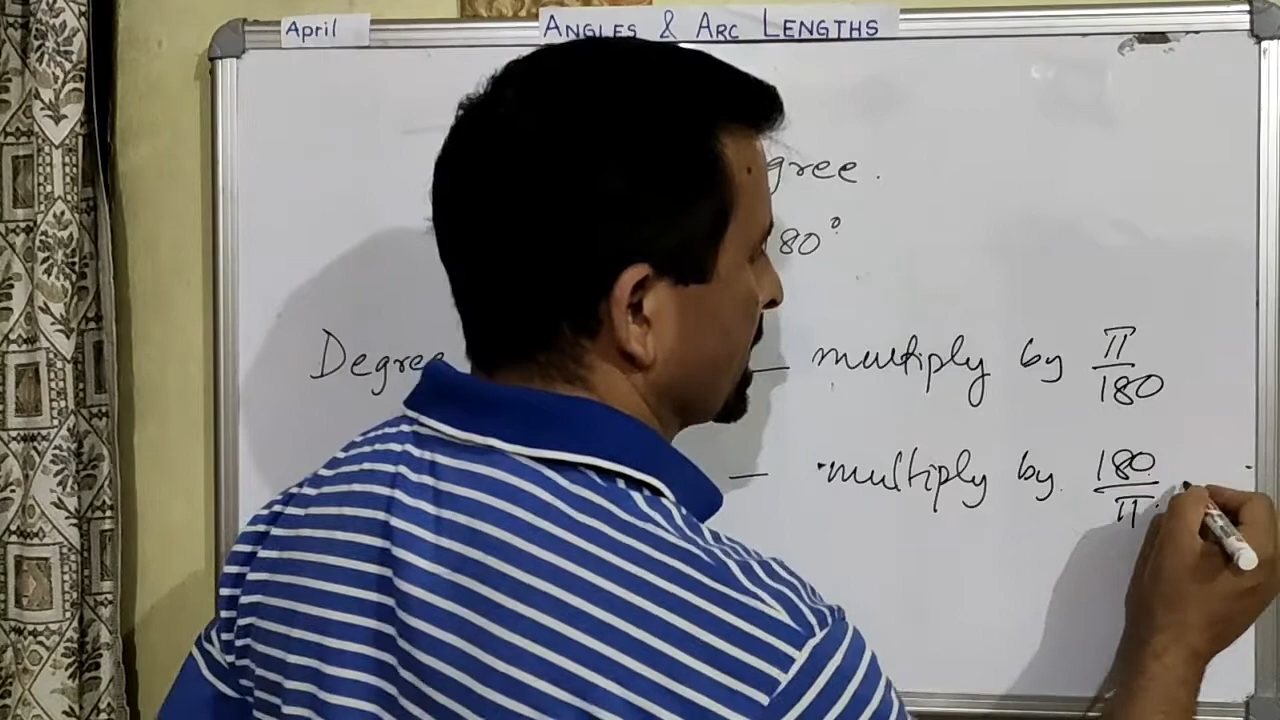 April
ANGLES & ARC LENGTHS
gree.
80°
Degree — multiply by π/180
— multiply by 180/π